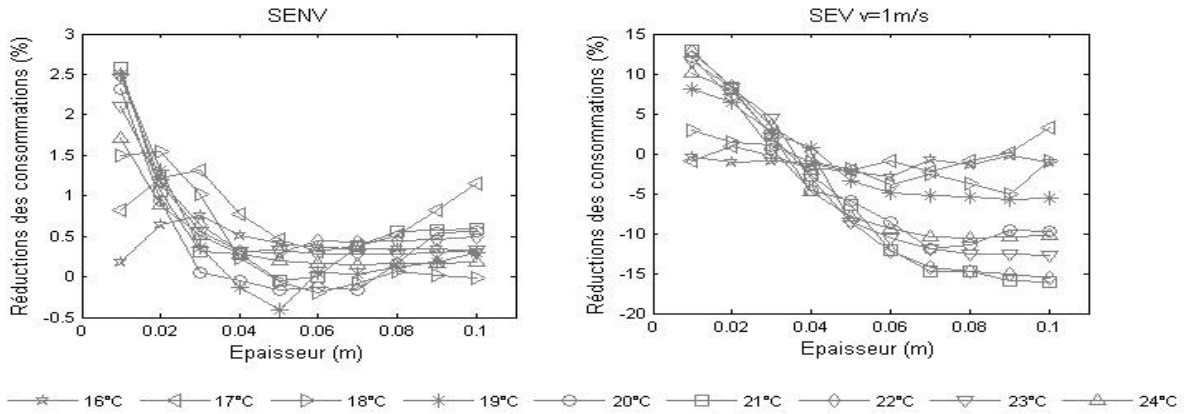 SENV
SEV v=1m/s
Réductions des consommations (%)
3
2.5
2
1.5
1
0.5
0
-0.5
0 0.02 0.04 0.06 0.08 0.1
Epaisseur (m)
Réductions des consommations (%)
15
10
5
0
-5
-10
-15
-20
0 0.02 0.04 0.06 0.08 0.1
Epaisseur (m)
16°C 17°C 18°C 19°C 20°C 21°C 22°C 23°C 24°C